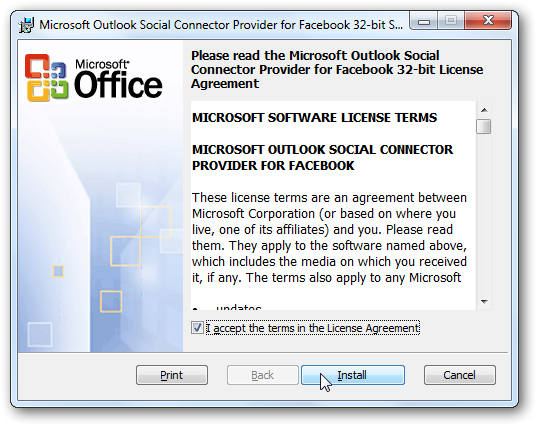 Microsoft Outlook Social Connector Provider for Facebook 32-bit S...
Microsoft®
Office
Please read the Microsoft Outlook Social
Connector Provider for Facebook 32-bit License
Agreement
MICROSOFT SOFTWARE LICENSE TERMS
MICROSOFT OUTLOOK SOCIAL CONNECTOR
PROVIDER FOR FACEBOOK
These license terms are an agreement between
Microsoft Corporation (or based on where you
live, one of its affiliates) and you. Please read
them. They apply to the software named above,
which includes the media on which you received
it, if any. The terms also apply to any Microsoft
• updates
I accept the terms in the License Agreement
Print
Back
Install
Cancel